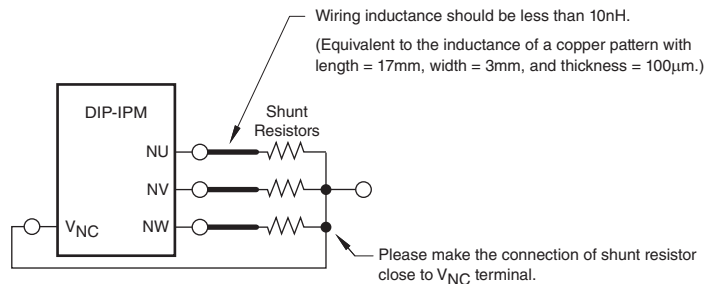 Wiring inductance should be less than 10nH.
(Equivalent to the inductance of a copper pattern with
length = 17mm, width = 3mm, and thickness = 100μm.)
DIP-IPM
Shunt
Resistors
NU
NV
VNC
NW
Please make the connection of shunt resistor
close to VNC terminal.